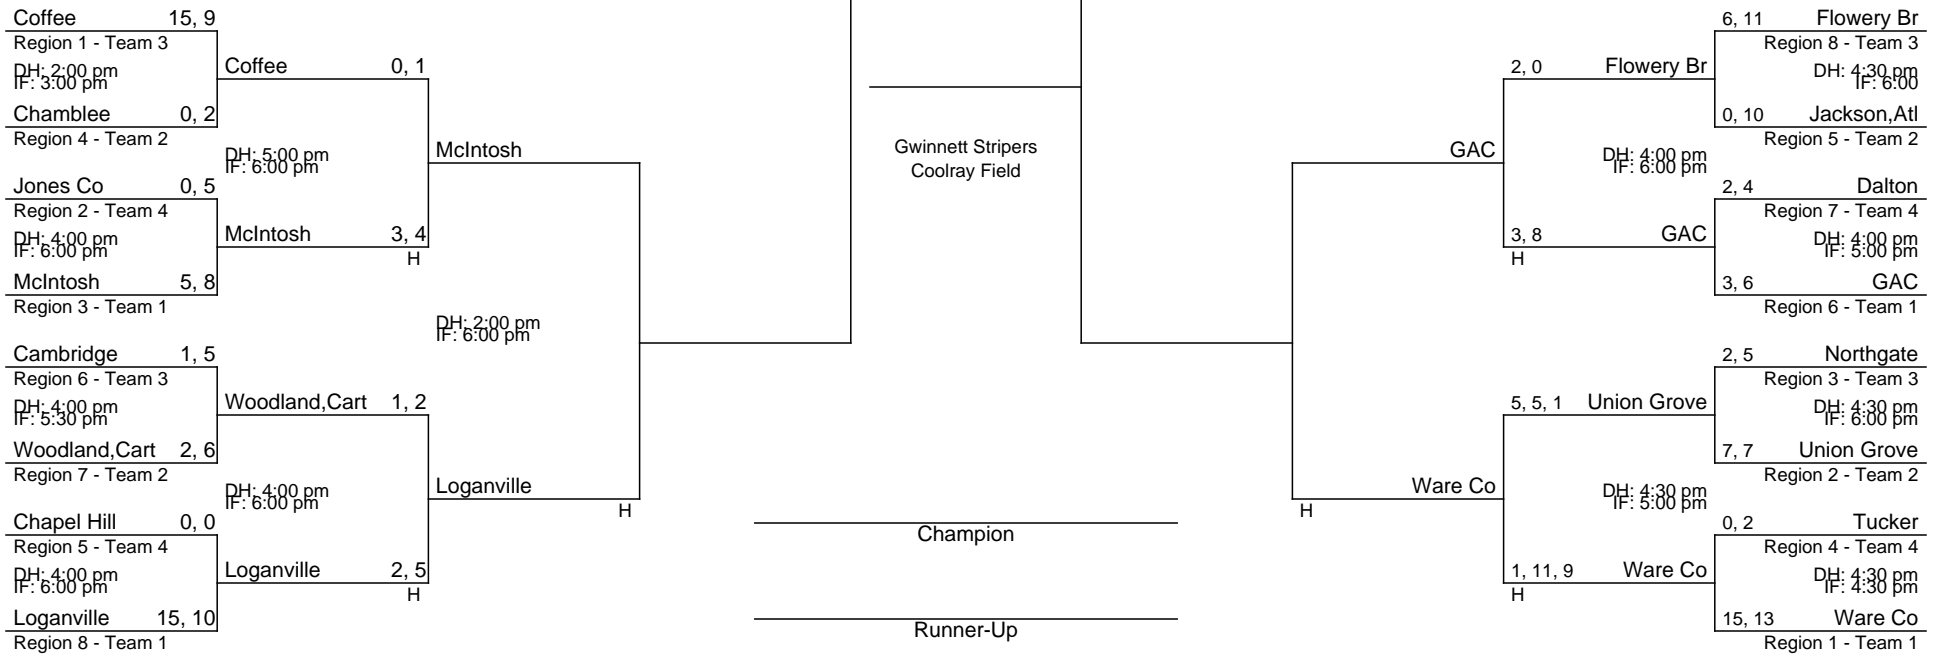 Coffee 15, 9
Region 1 - Team 3
DH: 2:00 pm
IF: 3:00 pm
Chamblee 0, 2
Region 4 - Team 2
Jones Co 0, 5
Region 2 - Team 4
DH: 4:00 pm
IF: 6:00 pm
McIntosh 5, 8
Region 3 - Team 1
Cambridge 1, 5
Region 6 - Team 3
DH: 4:00 pm
IF: 5:30 pm
Woodland,Cart 2, 6
Region 7 - Team 2
Chapel Hill 0, 0
Region 5 - Team 4
DH: 4:00 pm
IF: 6:00 pm
Loganville 15, 10
Region 8 - Team 1
Coffee 0, 1
DH: 5:00 pm
IF: 6:00 pm
McIntosh 3, 4
H
Woodland,Cart 1, 2
DH: 4:00 pm
IF: 6:00 pm
Loganville 2, 5
H
McIntosh
DH: 2:00 pm
IF: 6:00 pm
Loganville
H
Gwinnett Stripers
Coolray Field
Champion
Runner-Up
GAC
Ware Co
H
2, 0 Flowery Br
DH: 4:00 pm
IF: 6:00 pm
3, 8 GAC
H
5, 5, 1 Union Grove
DH: 4:30 pm
IF: 5:00 pm
1, 11, 9 Ware Co
H
6, 11 Flowery Br
Region 8 - Team 3
DH: 4:30 pm
IF: 6:00
0, 10 Jackson,Atl
Region 5 - Team 2
2, 4 Dalton
Region 7 - Team 4
DH: 4:00 pm
IF: 5:00 pm
3, 6 GAC
Region 6 - Team 1
2, 5 Northgate
Region 3 - Team 3
DH: 4:30 pm
IF: 6:00 pm
7, 7 Union Grove
Region 2 - Team 2
0, 2 Tucker
Region 4 - Team 4
DH: 4:30 pm
IF: 4:30 pm
15, 13 Ware Co
Region 1 - Team 1